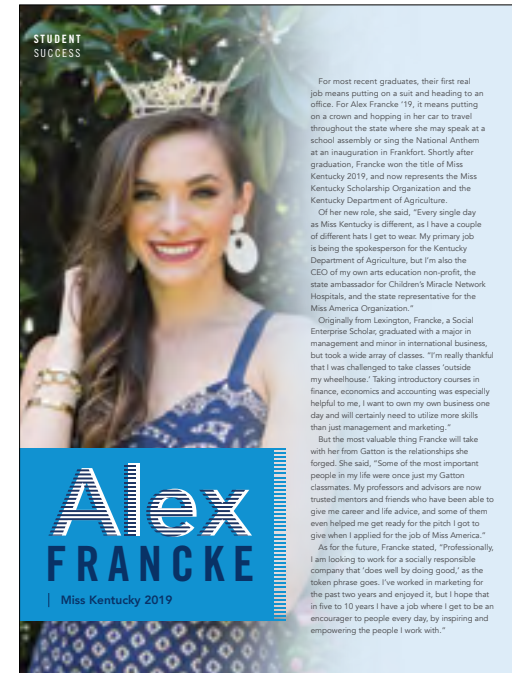 STUDENT
SUCCESS
For most recent graduates, their first real
job means putting on a suit and heading to an
office. For Alex Francke '19, it means putting
on a crown and hopping in her car to travel
throughout the state where she may speak at a
school assembly or sing the National Anthem
at an inauguration in Frankfort. Shortly after
graduation, Francke won the title of Miss
Kentucky 2019, and now represents the Miss
Kentucky Scholarship Organization and the
Kentucky Department of Agriculture.
Of her new role, she said, "Every single day
as Miss Kentucky is different, as I have a couple
of different hats I get to wear. My primary job
is being the spokesperson for the Kentucky
Department of Agriculture, but I'm also the
CEO of my own arts education non-profit, the
state ambassador for Children's Miracle Network
Hospitals, and the state representative for the
Miss America Organization."
Originally from Lexington, Francke, a Social
Enterprise Scholar, graduated with a major in
management and minor in international business,
but took a wide array of classes. "I'm really thankful
that I was challenged to take classes 'outside
my wheelhouse.' Taking introductory courses in
finance, economics and accounting was especially
helpful to me, I want to own my own business one
day and will certainly need to utilize more skills
than just management and marketing."
But the most valuable thing Francke will take
with her from Gatton is the relationships she
forged. She said, "Some of the most important
people in my life were once just my Gatton
classmates. My professors and advisors are now
trusted mentors and friends who have been able to
give me career and life advice, and some of them
even helped me get ready for the pitch I got to
give when I applied for the job of Miss America."
As for the future, Francke stated, "Professionally,
I am looking to work for a socially responsible
company that 'does well by doing good,' as the
token phrase goes. I've worked in marketing for
the past two years and enjoyed it, but I hope that
in five to 10 years I have a job where I get to be an
encourager to people every day, by inspiring and
empowering the people I work with."
Alex
FRANCKE
Miss Kentucky 2019